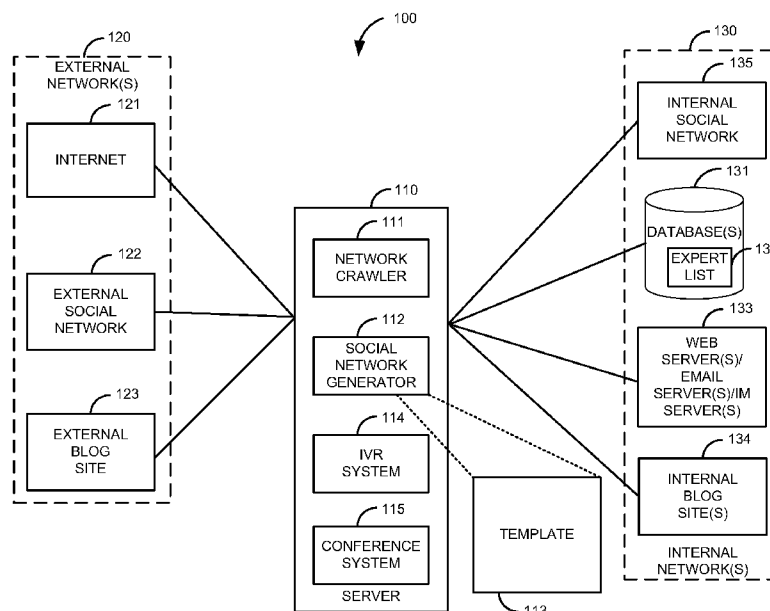 100
120
EXTERNAL
NETWORK(S)
121
INTERNET
122
EXTERNAL
SOCIAL
NETWORK
123
EXTERNAL
BLOG
SITE
110
111
NETWORK
CRAWLER
112
SOCIAL
NETWORK
GENERATOR
114
IVR
SYSTEM
115
CONFERENCE
SYSTEM
SERVER
TEMPLATE
113
130
135
INTERNAL
SOCIAL
NETWORK
131
DATABASE(S)
EXPERT
LIST
133
WEB
SERVER(S)/
EMAIL
SERVER(S)/IM
SERVER(S)
134
INTERNAL
BLOG
SITE(S)
INTERNAL
NETWORK(S)